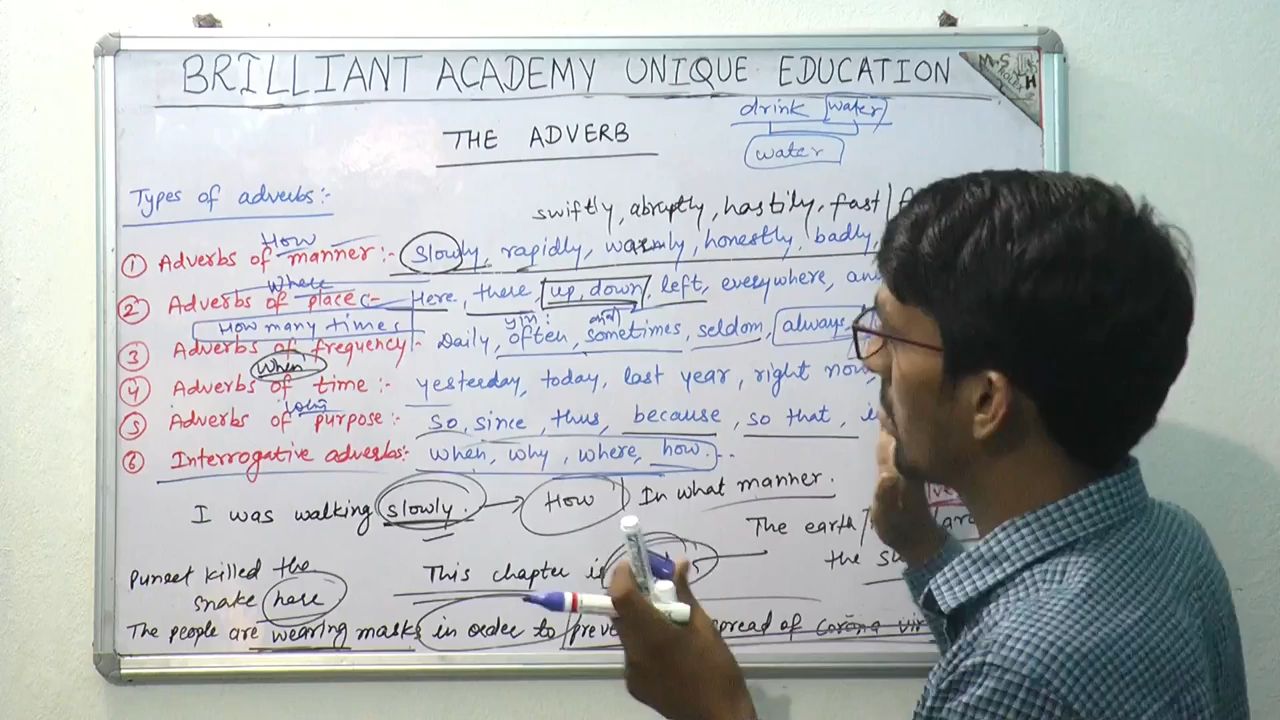 BRILLIANT ACADEMY UNIQUE EDUCATION
M.S
H
drink water
THE ADVERB
water
Types of adverbs:-
swiftly, abruptly, hastily, fast/
How
① Adverbs of manner:- Slowly, rapidly, warmly, honestly, badly,
Where
② Adverbs of place:- Here, there, up, down, left, everywhere,
How many times
③ Adverbs of frequency:- Daily, often, sometimes, seldom, always,
When
④ Adverbs of time:- yesterday, today, last year, right now,
⑤ Adverbs of purpose:- So, since, thus, because, so that,
⑥ Interrogative adverbs:- when, why, where, how...
I was walking slowly. → How / In what manner.
The earth
the
Puneet killed the
snake here
This chapter is
The people are wearing masks in order to spread of corona